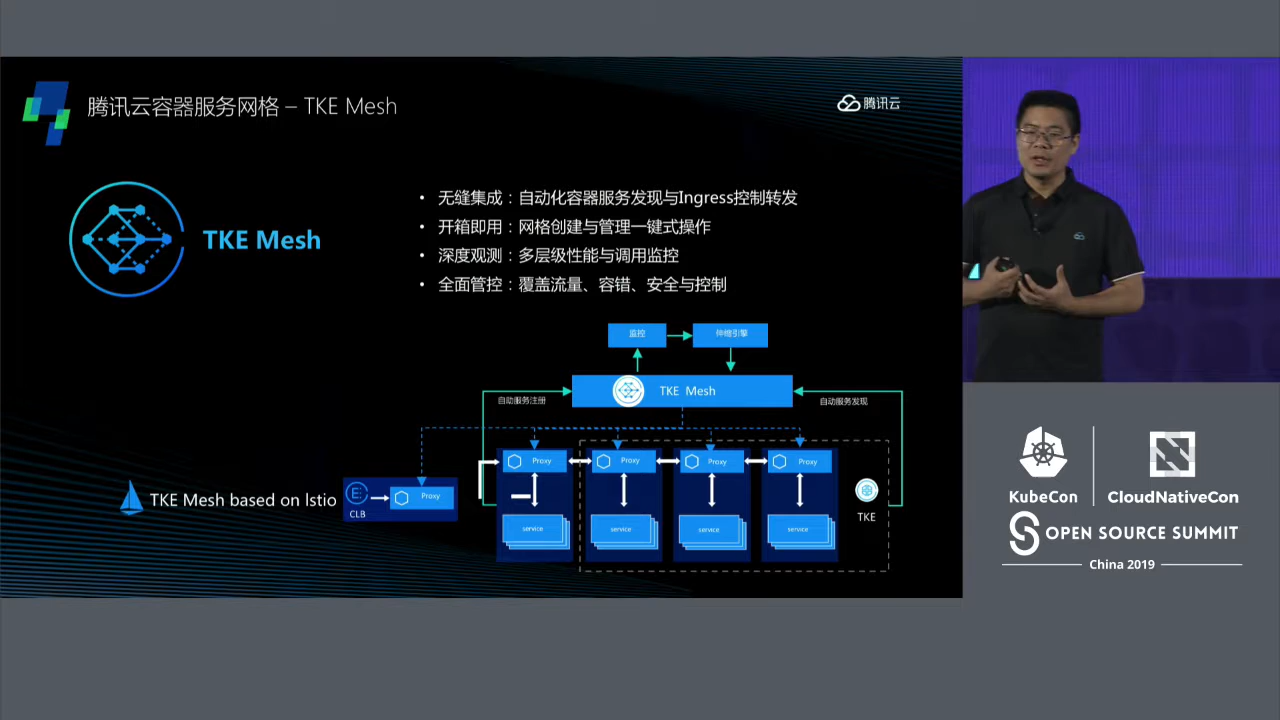 腾讯云容器服务网格 – TKE Mesh
腾讯云
TKE Mesh
• 无缝集成：自动化容器服务发现与Ingress控制转发
• 开箱即用：网格创建与管理一键式操作
• 深度观测：多层级性能与调用监控
• 全面管控：覆盖流量、容错、安全与控制
监控
伸缩引擎
TKE Mesh
自动服务注册
自动服务发现
Proxy
Proxy
Proxy
Proxy
TKE Mesh based on Istio
CLB
Proxy
TKE
service
service
service
service
KubeCon
CloudNativeCon
OPEN SOURCE SUMMIT
China 2019